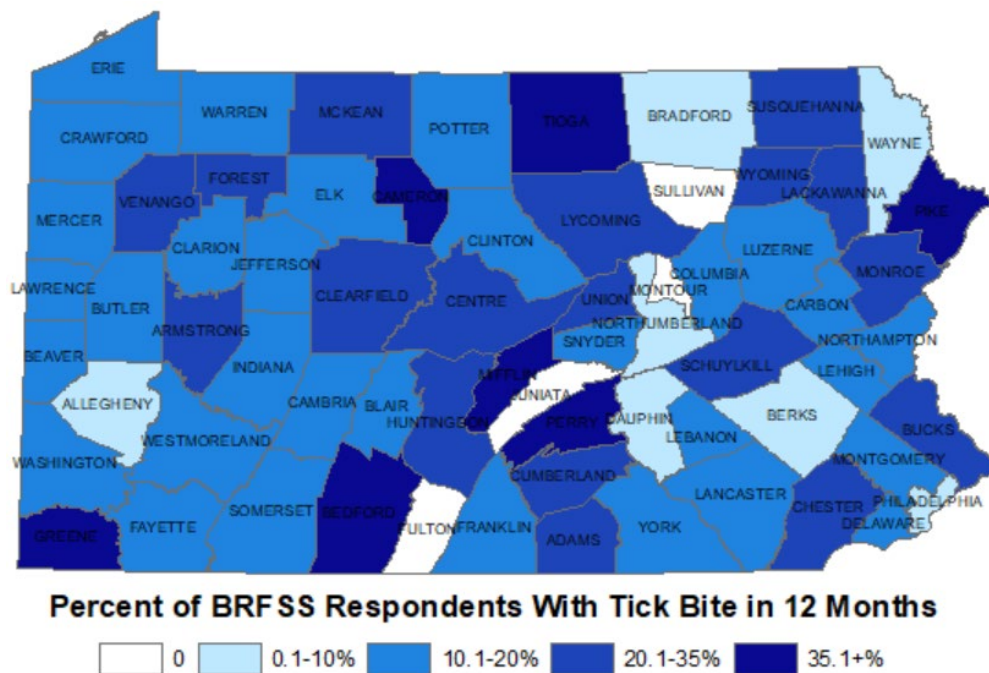 ERIE
WARREN
MCKEAN
POTTER
TIOGA
BRADFORD
SUSQUEHANNA
WAYNE
CRAWFORD
FOREST
ELK
CAMERON
SULLIVAN
WYOMING
LACKAWANNA
PIKE
VENANGO
MERCER
CLARION
JEFFERSON
CLINTON
LYCOMING
LUZERNE
COLUMBIA
MONROE
LAWRENCE
BUTLER
CLEARFIELD
CENTRE
UNION
MONTOUR
CARBON
ARMSTRONG
NORTHUMBERLAND
NORTHAMPTON
BEAVER
INDIANA
SNYDER
SCHUYLKILL
LEHIGH
MIFFLIN
JUNIATA
ALLEGHENY
CAMBRIA
BLAIR
HUNTINGDON
PERRY
DAUPHIN
BERKS
BUCKS
WESTMORELAND
LEBANON
WASHINGTON
CUMBERLAND
MONTGOMERY
LANCASTER
PHILADELPHIA
GREENE
FAYETTE
SOMERSET
BEDFORD
FULTON
FRANKLIN
ADAMS
YORK
CHESTER
DELAWARE
Percent of BRFSS Respondents With Tick Bite in 12 Months
0 0.1-10% 10.1-20% 20.1-35% 35.1+%